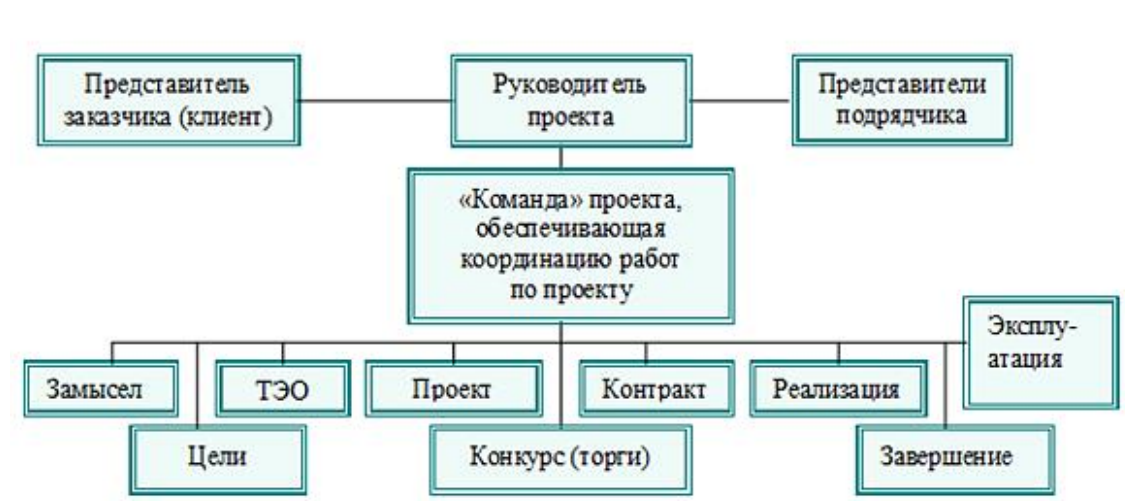 Представитель
заказчика (клиент)
Руководитель
проекта
Представители
подрядчика
«Команда» проекта,
обеспечивающая
координацию работ
по проекту
Эксплу-
атация
Замысел
ТЭО
Проект
Контракт
Реализация
Цели
Конкурс (торги)
Завершение